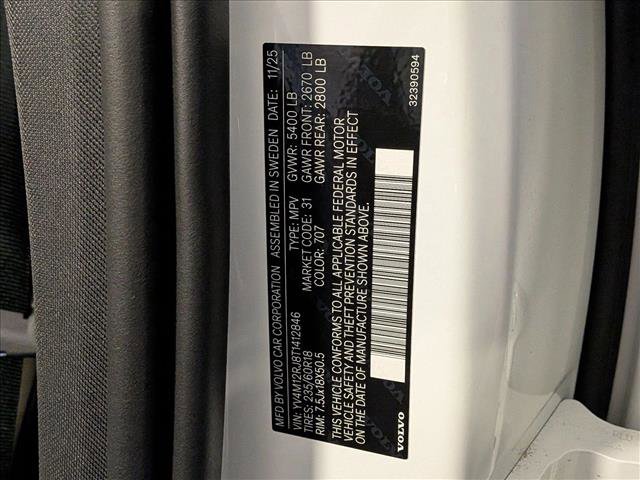 MFD BY VOLVO CAR CORPORATION ASSEMBLED IN SWEDEN DATE: 11/25
VIN: YV4M12RJ8T1412846 TYPE: MPV GVWR: 5400 LB
TIRES: 235/60R18 MARKET CODE: 31 GAWR FRONT: 2670 LB
RIM: 7.5Jx18x50.5 COLOR: 707 GAWR REAR: 2800 LB
THIS VEHICLE CONFORMS TO ALL APPLICABLE FEDERAL MOTOR
VEHICLE SAFETY AND THEFT PREVENTION STANDARDS IN EFFECT
ON THE DATE OF MANUFACTURE SHOWN ABOVE.
VOLVO 32390594